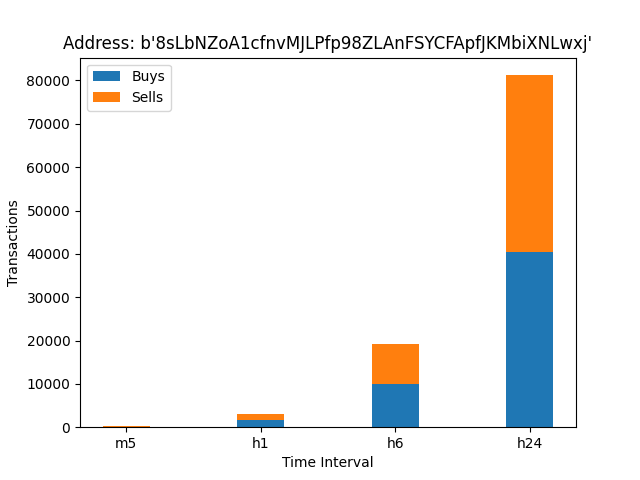 Address: b'8sLbNZoA1cfnvMJLPfp98ZLAnFSYCFApfJKMbiXNLwxj'
Buys
Sells
80000
70000
60000
50000
40000
30000
20000
10000
0
Transactions
m5 h1 h6 h24
Time Interval